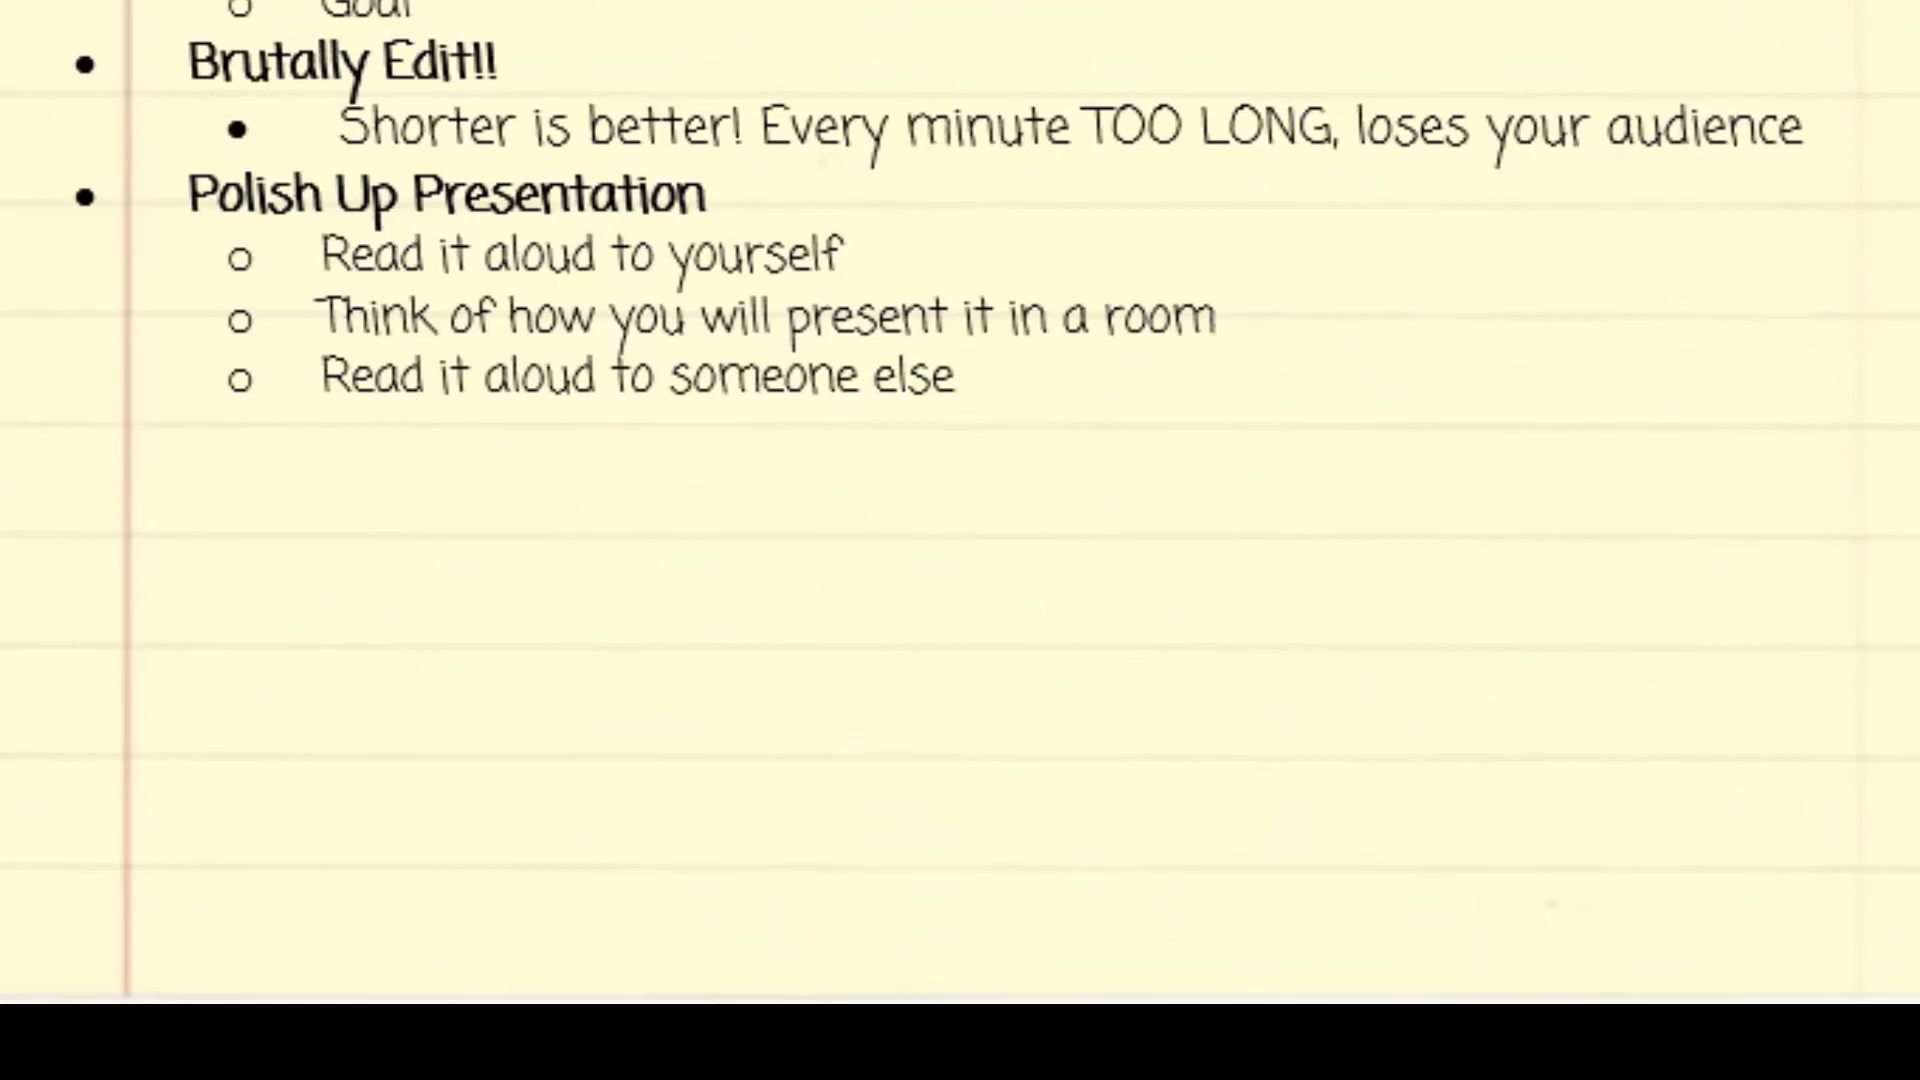 Goal
Brutally Edit!!
Shorter is better! Every minute TOO LONG, loses your audience
Polish Up Presentation
Read it aloud to yourself
Think of how you will present it in a room
Read it aloud to someone else